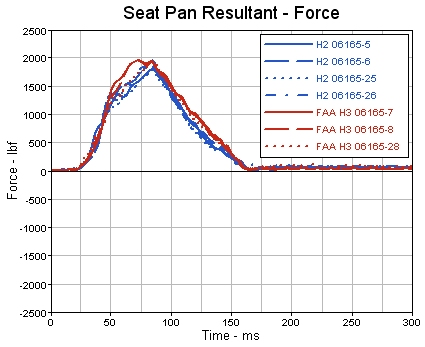 Seat Pan Resultant - Force
2500
2000
1500
1000
500
0
-500
-1000
-1500
-2000
-2500
Force - lbf
H2 06165-5
H2 06165-6
H2 06165-25
H2 06165-26
FAA H3 06165-7
FAA H3 06165-8
FAA H3 06165-28
0
50
100
150
200
250
300
Time - ms